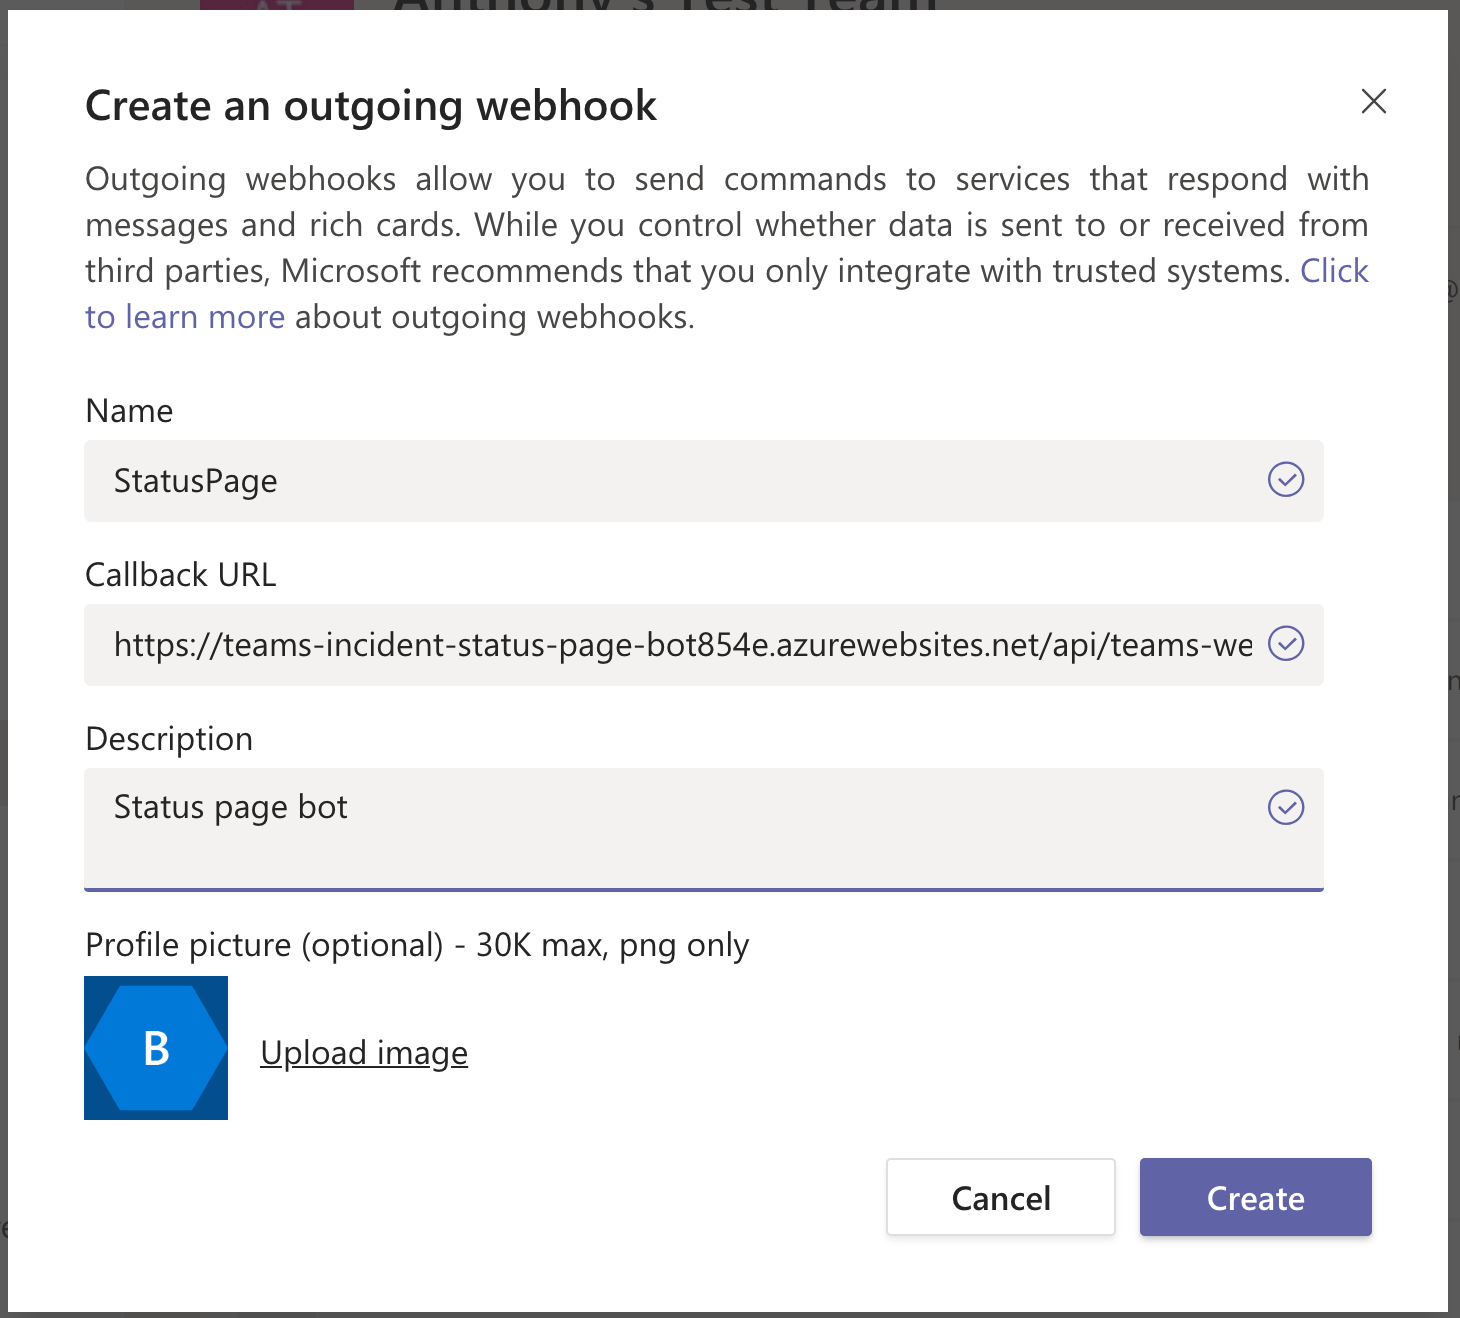 Anthony's Test Team
Create an outgoing webhook
Outgoing webhooks allow you to send commands to services that respond with
messages and rich cards. While you control whether data is sent to or received from
third parties, Microsoft recommends that you only integrate with trusted systems. Click
to learn more about outgoing webhooks.
Name
StatusPage
Callback URL
https://teams-incident-status-page-bot854e.azurewebsites.net/api/teams-we
Description
Status page bot
Profile picture (optional) - 30K max, png only
B
Upload image
Cancel
Create